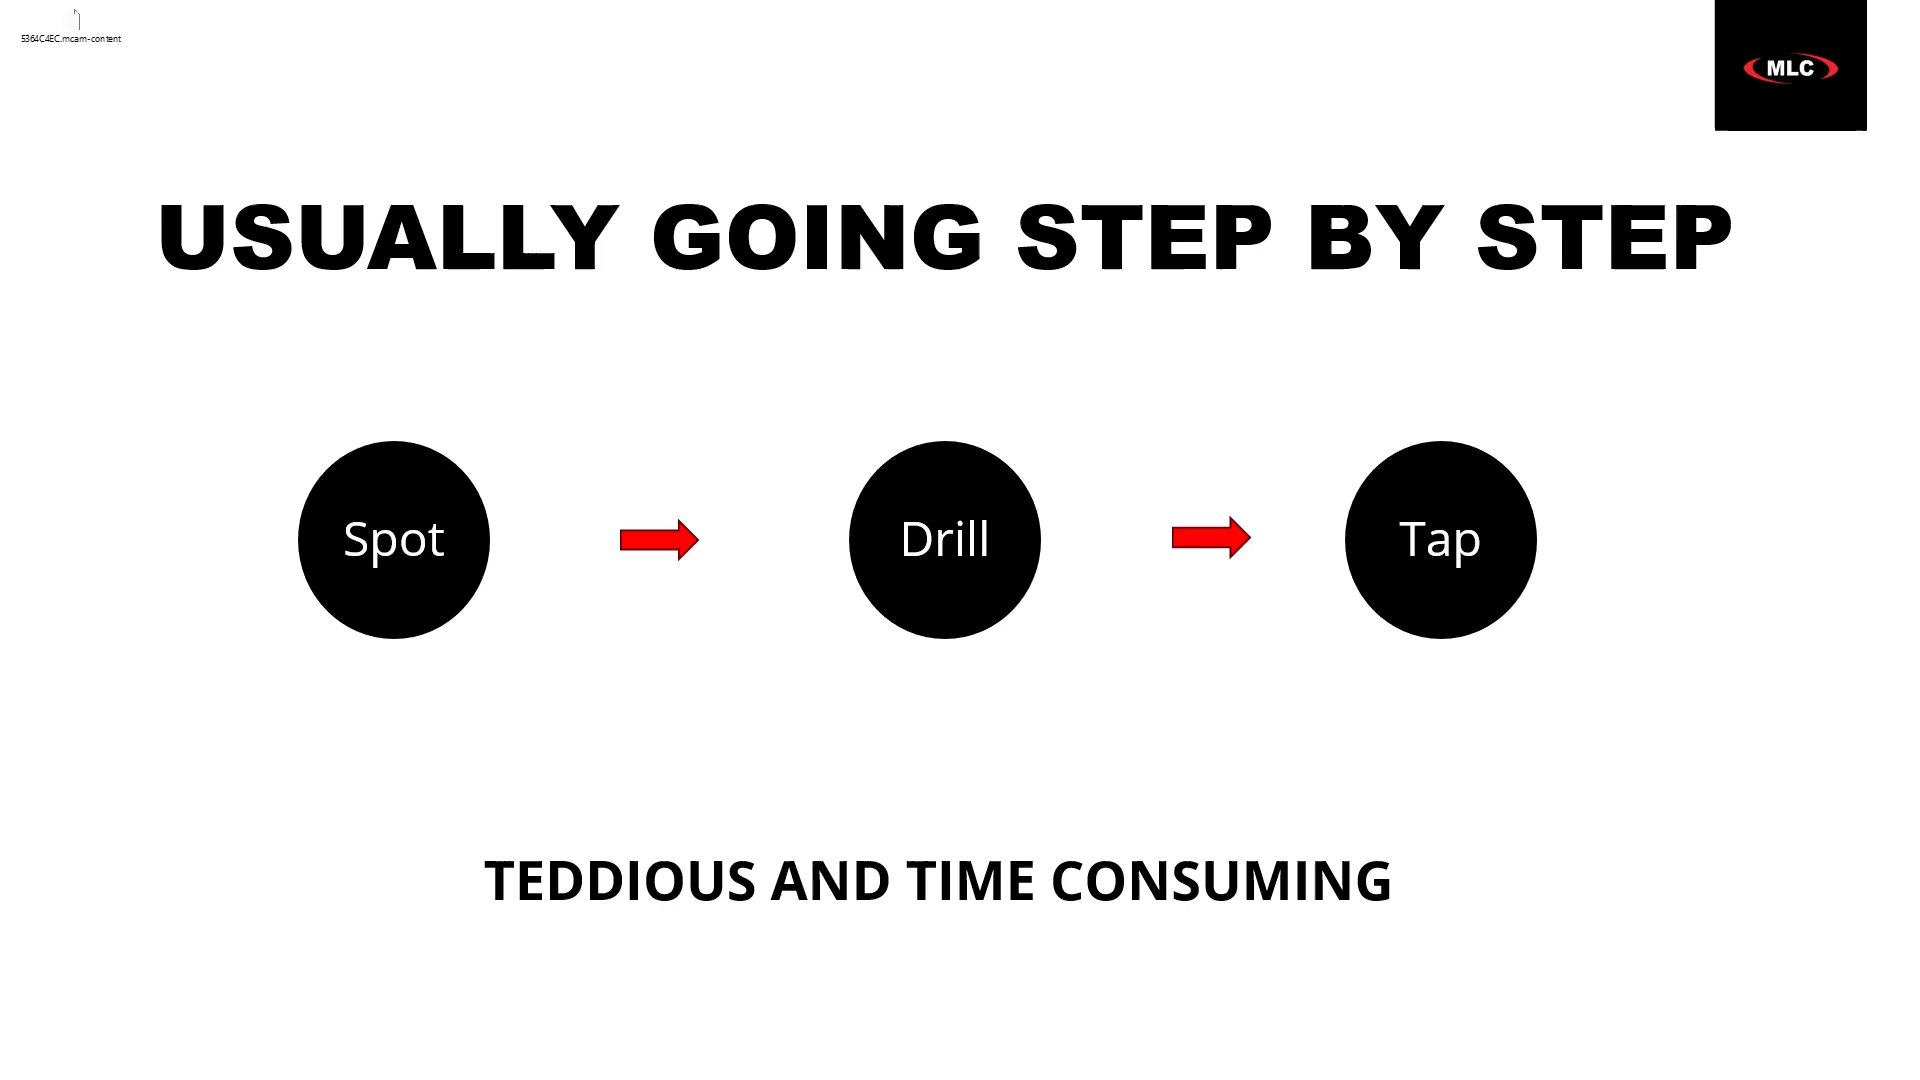 5364C4EC.mcam-content
MLC
USUALLY GOING STEP BY STEP
Spot
Drill
Tap
TEDDIOUS AND TIME CONSUMING